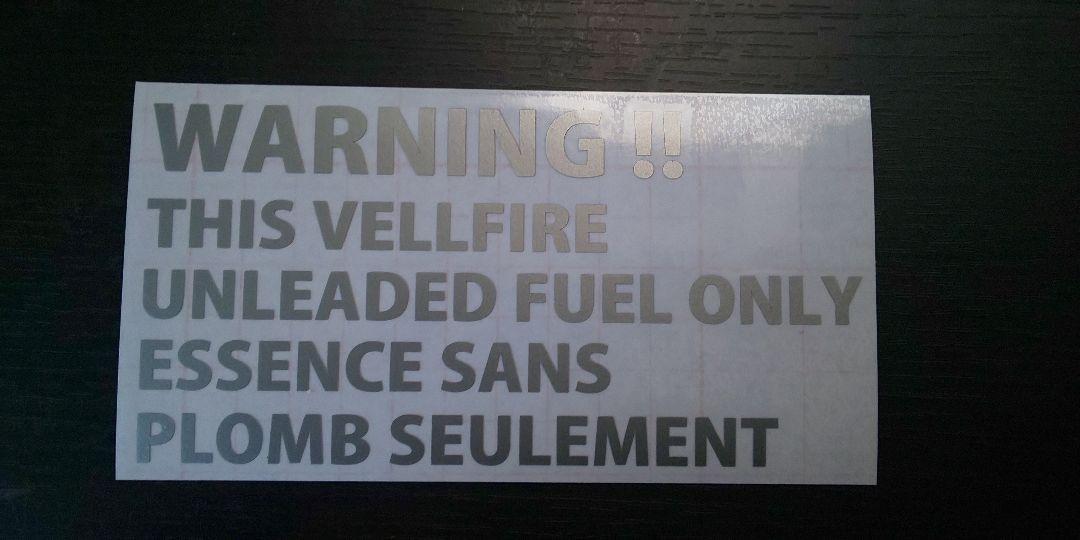 WARNING !!
THIS VELLFIRE
UNLEADED FUEL ONLY
ESSENCE SANS
PLOMB SEULEMENT